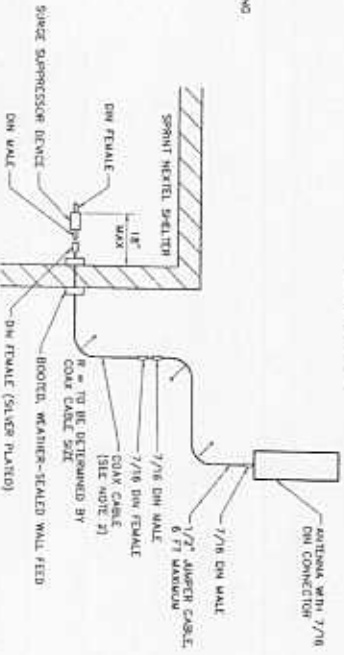 NG
ANTENNA WITH 7/16
DIN CONNECTOR
7/16 DIN MALE
1/2" JUMPER CABLE,
6 FT MAXIMUM
7/16 DIN MALE
7/16 DIN FEMALE
COAX CABLE
(SEE NOTE 2)
R = TO BE DETERMINED BY
COAX CABLE SIZE
SPRINT NEXTEL SHELTER
18"
MAX
DIN FEMALE
SURGE SUPPRESSOR DEVICE
DIN MALE
BOOTED, WEATHER-SEALED WALL FEED
DIN FEMALE (SILVER PLATED)